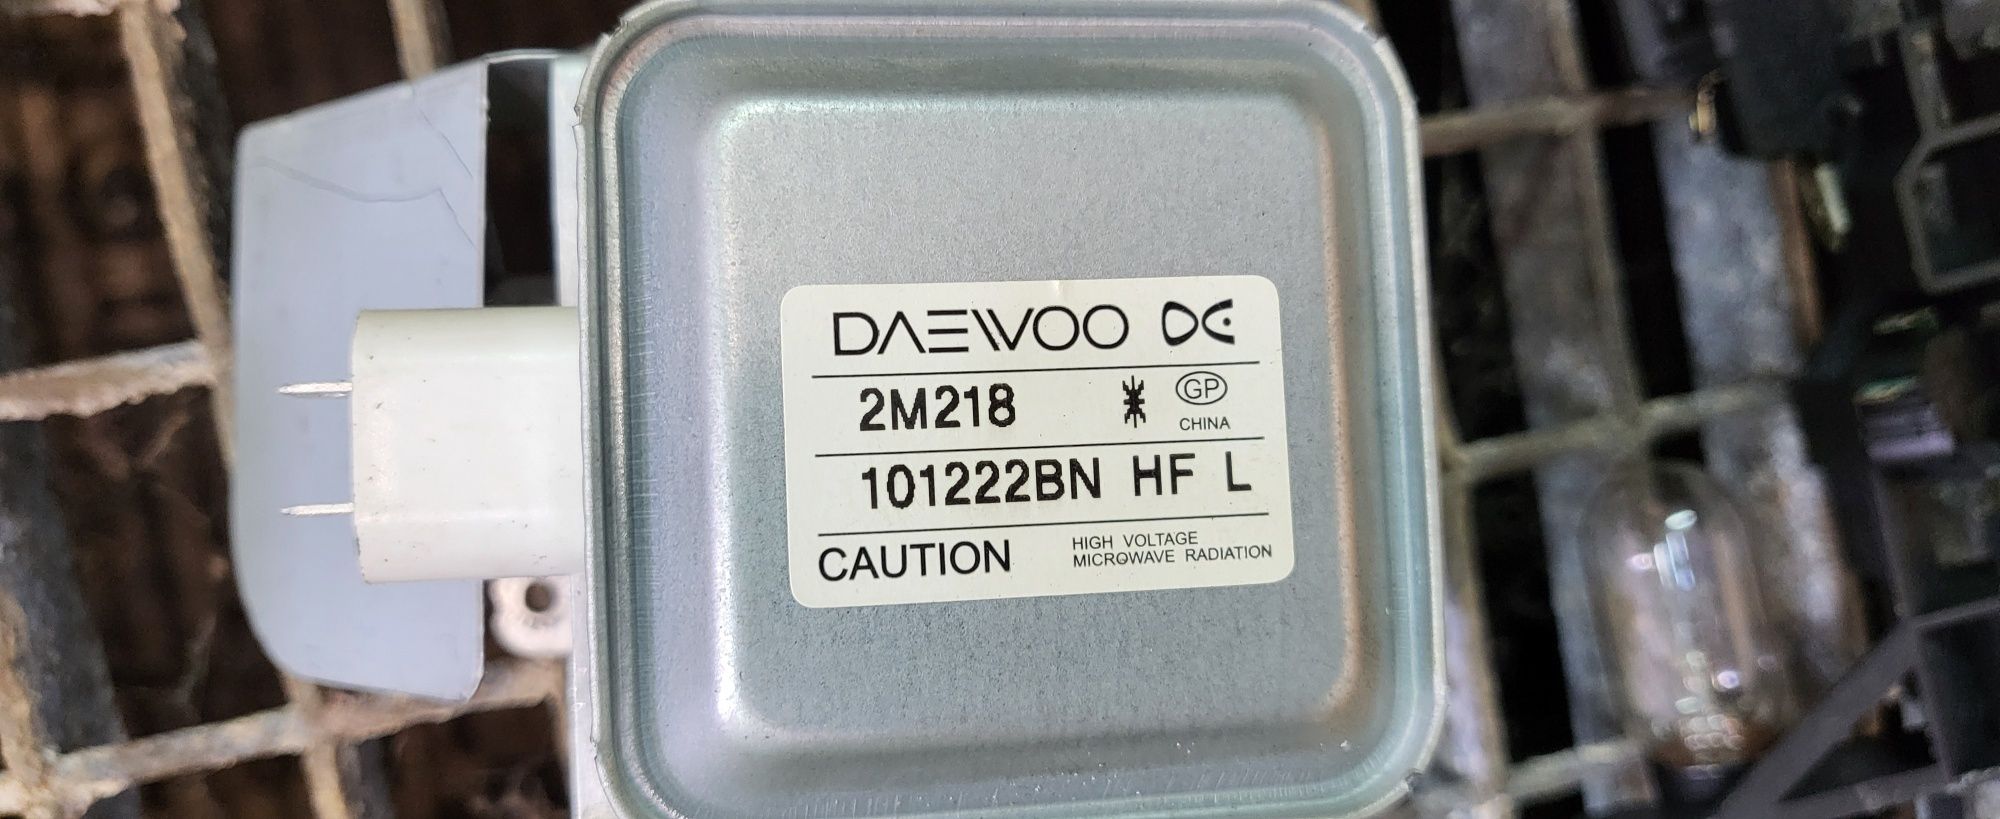 DAEWOO
2M218 GP
CHINA
101222BN HF L
CAUTION HIGH VOLTAGE
MICROWAVE RADIATION